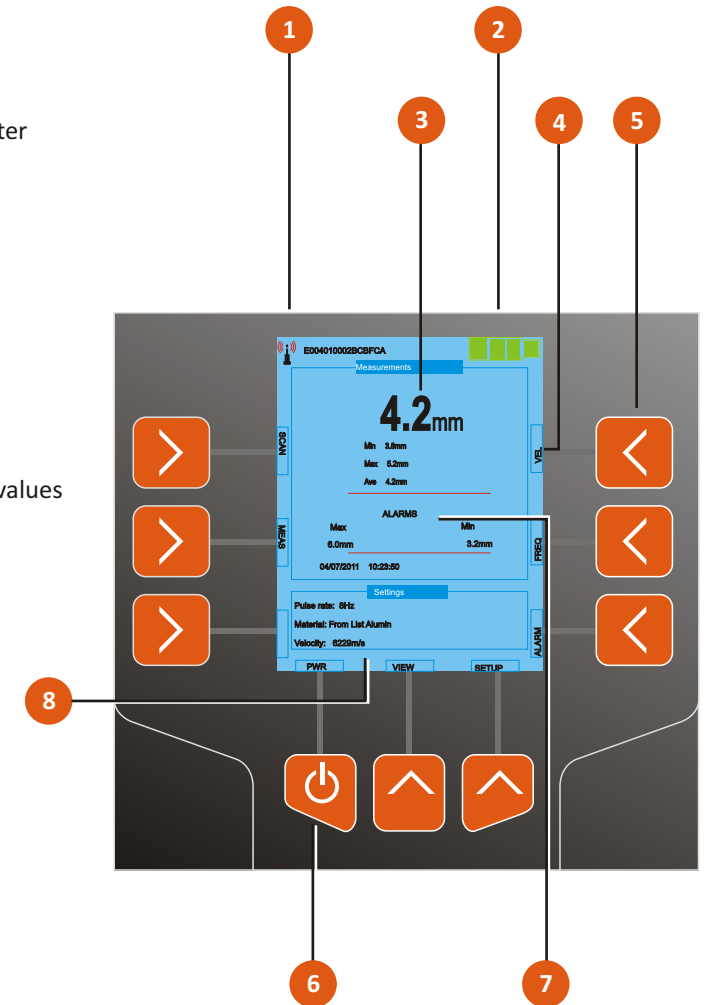 1
2
3
4
5
ter
E004010002BCBFCA
Measurements
4.2mm
SCAN
Min 3.8mm
VEL
Max 5.2mm
Ave 4.2mm
values
ALARMS
Max Min
MEAS
6.0mm 3.2mm
FREQ
04/07/2011 10:23:50
Settings
Pulse rate: 8Hz
Material: From List Alumin
Velocity: 6229m/s
ALARM
PWR VIEW SETUP
8
6
7